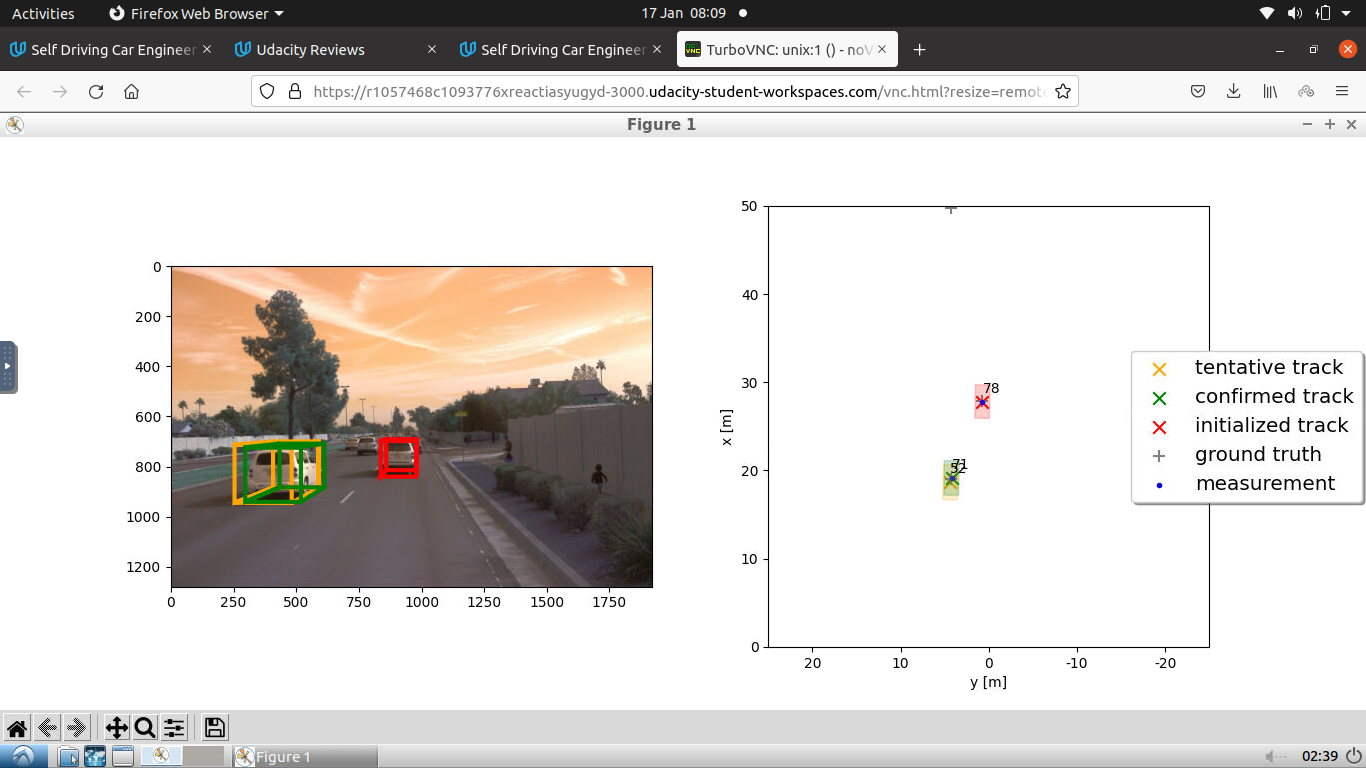 Activities
Firefox Web Browser
17 Jan 08:09
Self Driving Car Engineer
Udacity Reviews
Self Driving Car Engineer
TurboVNC: unix:1 () - noV
https://r1057468c1093776xreactiasyugyd-3000.udacity-student-workspaces.com/vnc.html?resize=remote
Figure 1
0
200
400
600
800
1000
1200
0
250
500
750
1000
1250
1500
1750
50
40
30
20
10
0
x [m]
20
10
0
-10
-20
y [m]
78
71
tentative track
confirmed track
initialized track
ground truth
measurement
Figure 1
02:39